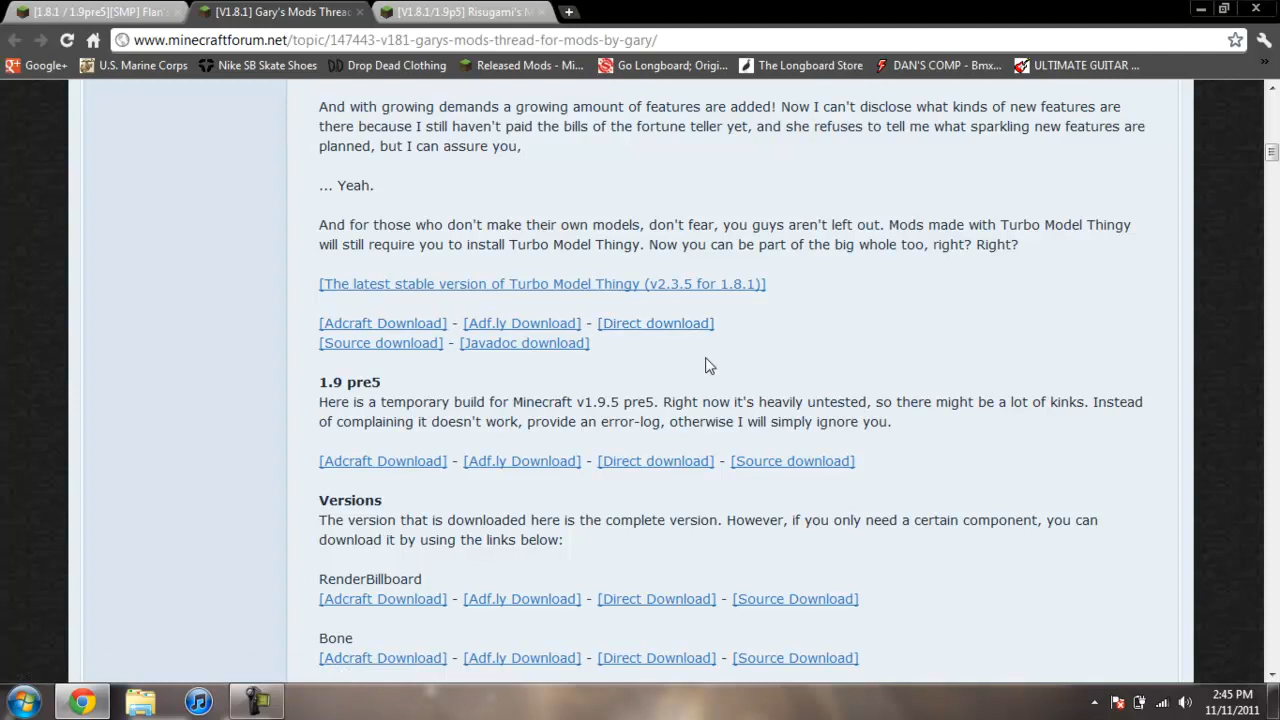 [1.8.1 / 1.9pre5][SMP] Flan's
[V1.8.1] Gary's Mods Thread
[V1.8.1/1.9p5] Risugami's M
www.minecraftforum.net/topic/147443-v181-garys-mods-thread-for-mods-by-gary/
Google+ U.S. Marine Corps Nike SB Skate Shoes Drop Dead Clothing Released Mods - Mi... Go Longboard; Origi... The Longboard Store DAN'S COMP - Bmx... ULTIMATE GUITAR ... »
And with growing demands a growing amount of features are added! Now I can't disclose what kinds of new features are
there because I still haven't paid the bills of the fortune teller yet, and she refuses to tell me what sparkling new features are
planned, but I can assure you,
... Yeah.
And for those who don't make their own models, don't fear, you guys aren't left out. Mods made with Turbo Model Thingy
will still require you to install Turbo Model Thingy. Now you can be part of the big whole too, right? Right?
[The latest stable version of Turbo Model Thingy (v2.3.5 for 1.8.1)]
[Adcraft Download] - [Adf.ly Download] - [Direct download]
[Source download] - [Javadoc download]
1.9 pre5
Here is a temporary build for Minecraft v1.9.5 pre5. Right now it's heavily untested, so there might be a lot of kinks. Instead
of complaining it doesn't work, provide an error-log, otherwise I will simply ignore you.
[Adcraft Download] - [Adf.ly Download] - [Direct download] - [Source download]
Versions
The version that is downloaded here is the complete version. However, if you only need a certain component, you can
download it by using the links below:
RenderBillboard
[Adcraft Download] - [Adf.ly Download] - [Direct Download] - [Source Download]
Bone
[Adcraft Download] - [Adf.ly Download] - [Direct Download] - [Source Download]
2:45 PM
11/11/2011